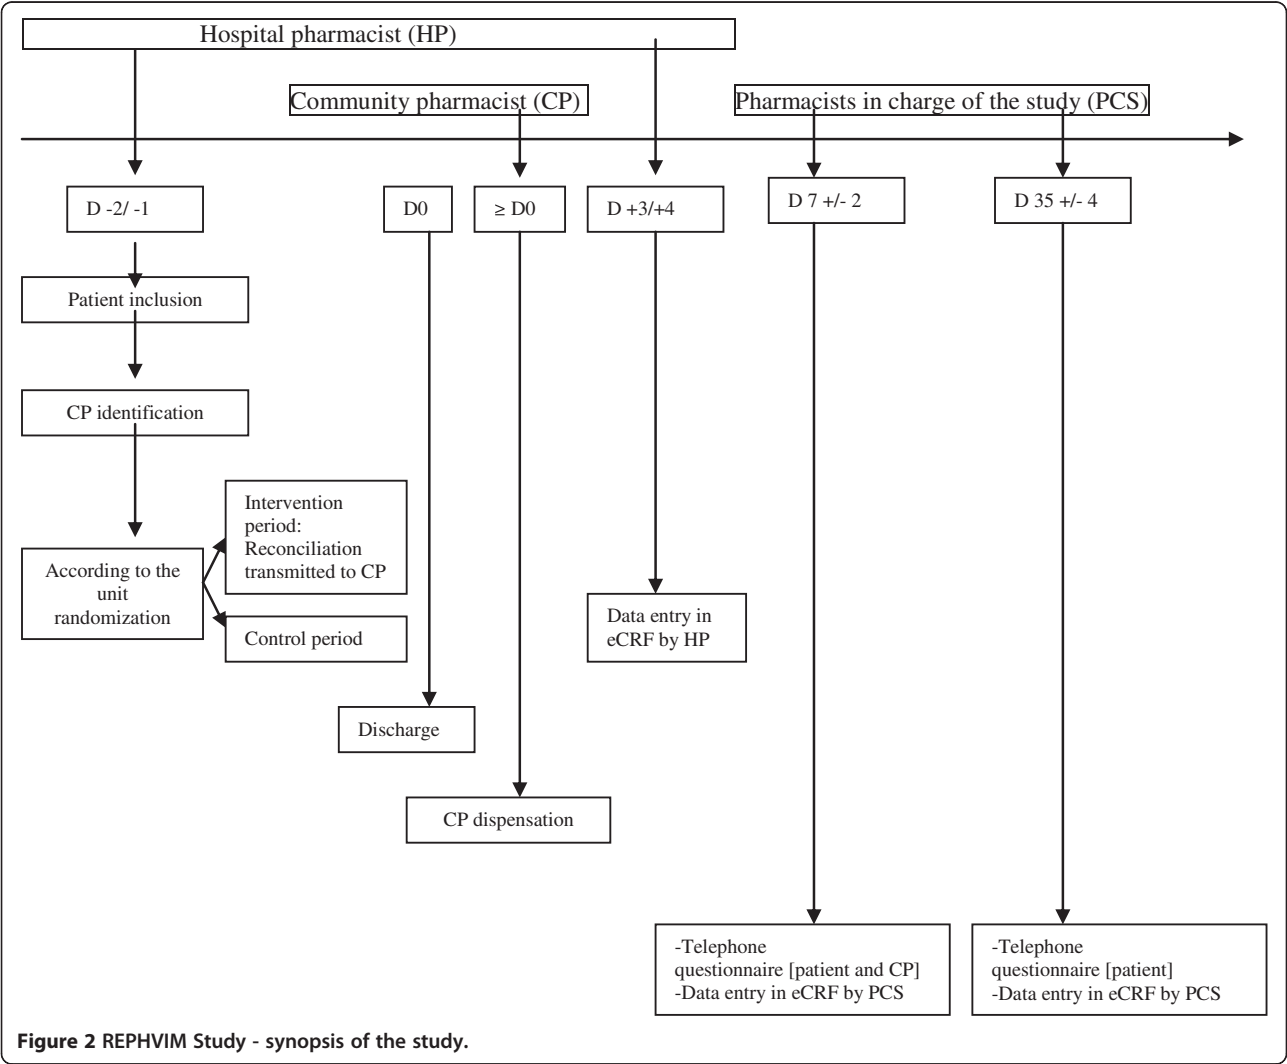 Hospital pharmacist (HP)
Community pharmacist (CP)
Pharmacists in charge of the study (PCS)
D -2/ -1
D0
≥ D0
D +3/+4
D 7 +/- 2
D 35 +/- 4
Patient inclusion
CP identification
According to the
unit
randomization
Intervention
period:
Reconciliation
transmitted to CP
Control period
Discharge
CP dispensation
Data entry in
eCRF by HP
-Telephone
questionnaire [patient and CP]
-Data entry in eCRF by PCS
-Telephone
questionnaire [patient]
-Data entry in eCRF by PCS
Figure 2 REPHVIM Study - synopsis of the study.